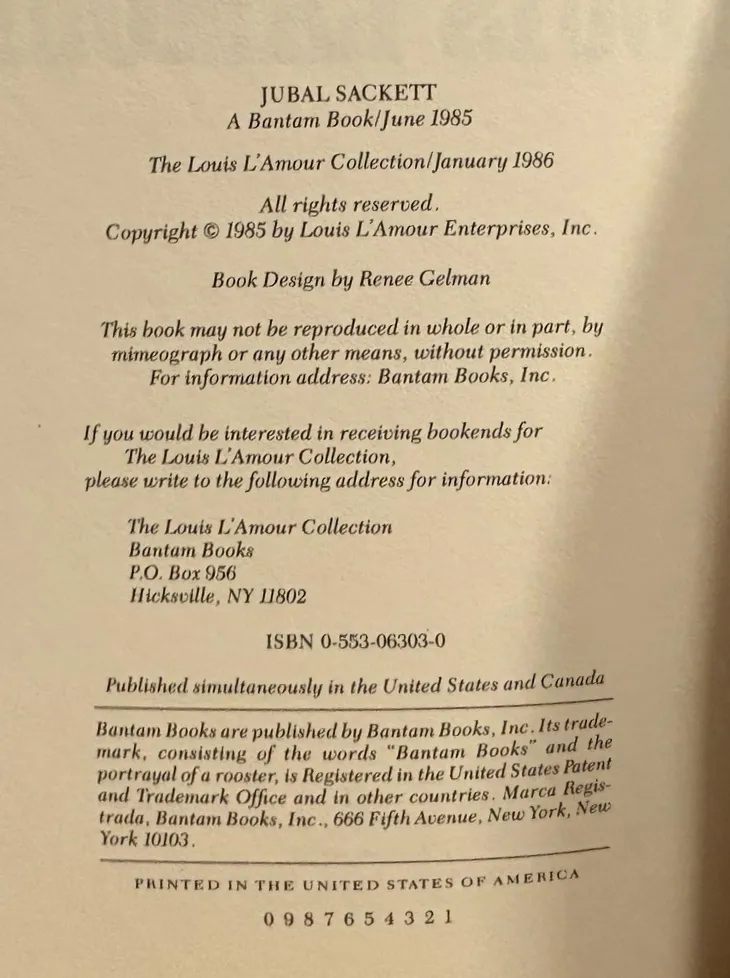 JUBAL SACKETT
A Bantam Book/June 1985
The Louis L'Amour Collection/January 1986
All rights reserved.
Copyright © 1985 by Louis L'Amour Enterprises, Inc.
Book Design by Renee Gelman
This book may not be reproduced in whole or in part, by
mimeograph or any other means, without permission.
For information address: Bantam Books, Inc.
If you would be interested in receiving bookends for
The Louis L'Amour Collection,
please write to the following address for information:
The Louis L'Amour Collection
Bantam Books
P.O. Box 956
Hicksville, NY 11802
ISBN 0-553-06303-0
Published simultaneously in the United States and Canada
Bantam Books are published by Bantam Books, Inc. Its trade-
mark, consisting of the words "Bantam Books" and the
portrayal of a rooster, is Registered in the United States Patent
and Trademark Office and in other countries. Marca Regis-
trada, Bantam Books, Inc., 666 Fifth Avenue, New York, New
York 10103.
PRINTED IN THE UNITED STATES OF AMERICA
0 9 8 7 6 5 4 3 2 1